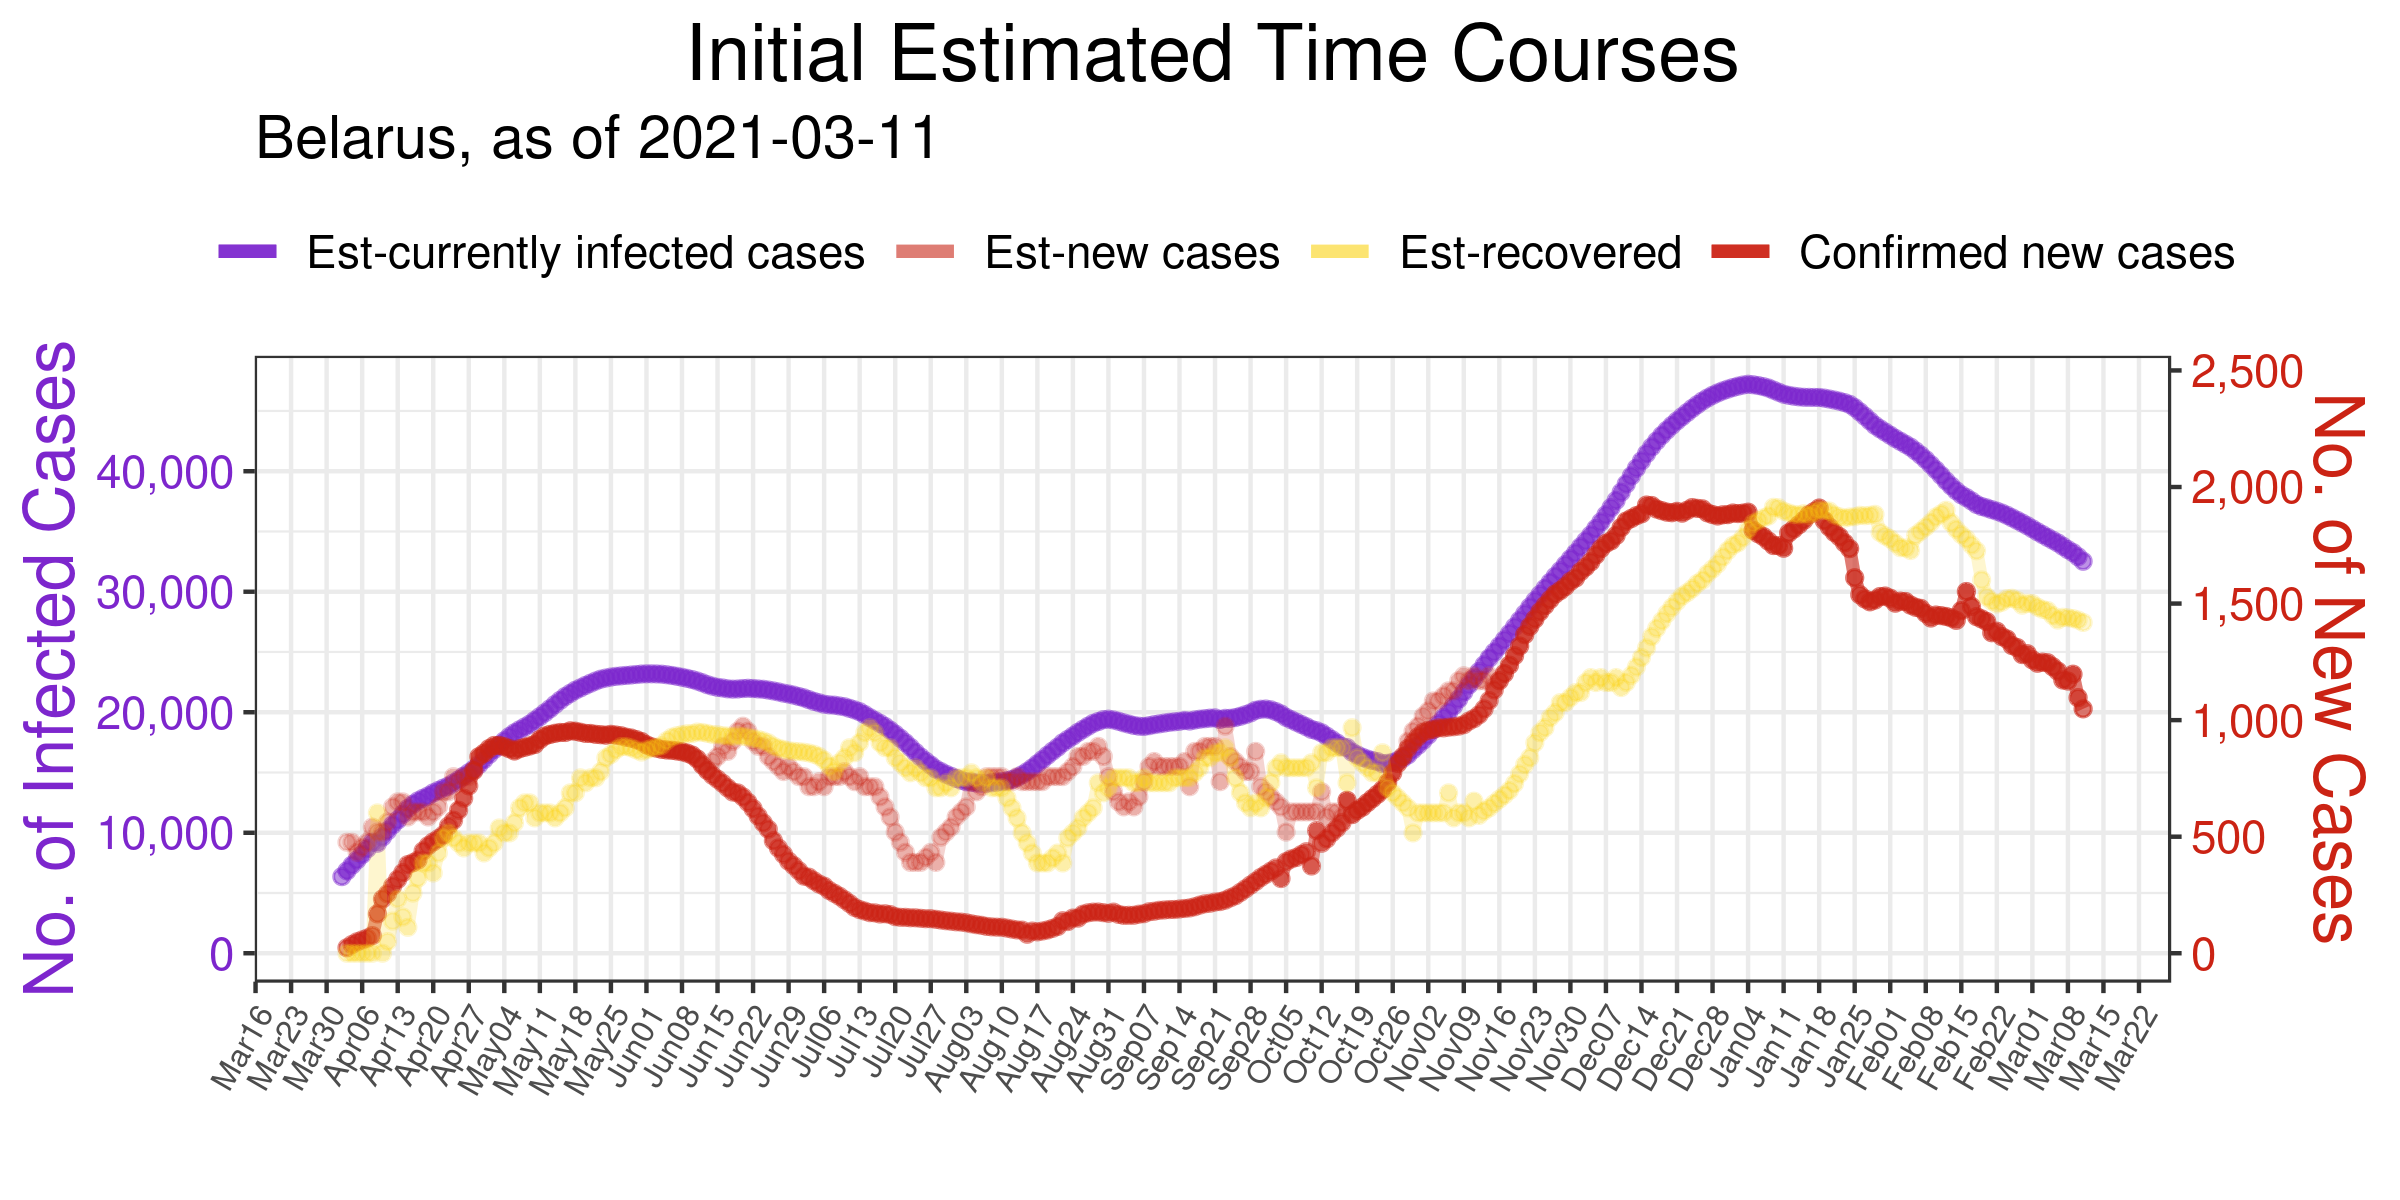 Initial Estimated Time Courses
Belarus, as of 2021-03-11
Est-currently infected cases Est-new cases Est-recovered Confirmed new cases
No. of Infected Cases
40,000
30,000
20,000
10,000
0
2,500
2,000
1,500
1,000
500
0
No. of New Cases
Mar16 Mar23 Mar30 Apr06 Apr13 Apr20 Apr27 May04 May11 May18 May25 Jun01 Jun08 Jun15 Jun22 Jun29 Jul06 Jul13 Jul20 Jul27 Aug03 Aug10 Aug17 Aug24 Aug31 Sep07 Sep14 Sep21 Sep28 Oct05 Oct12 Oct19 Oct26 Nov02 Nov09 Nov16 Nov23 Nov30 Dec07 Dec14 Dec21 Dec28 Jan04 Jan11 Jan18 Jan25 Feb01 Feb08 Feb15 Feb22 Mar01 Mar08 Mar15 Mar22